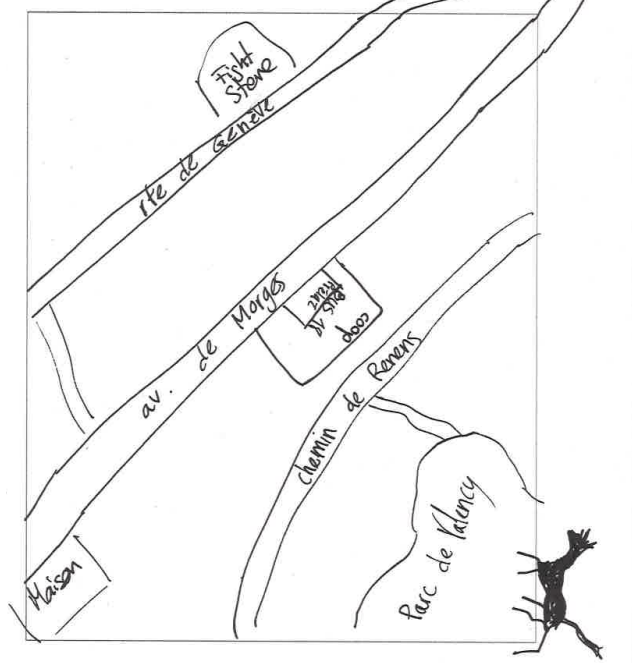 Fight
Store
rte de Genève
av. de Morges
coop
chemin de Renens
Parc de Valency
Maison